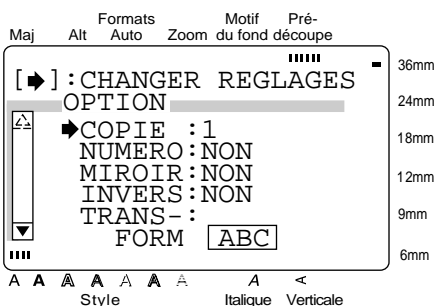 Formats Motif Pré-
Maj Alt Auto Zoom du fond découpe
[➡]:CHANGER REGLAGES
OPTION
➡COPIE :1
NUMERO:NON
MIROIR:NON
INVERS:NON
TRANS-:
FORM ABC
36mm
24mm
18mm
12mm
9mm
6mm
A A A A A A A A <
Style Italique Verticale